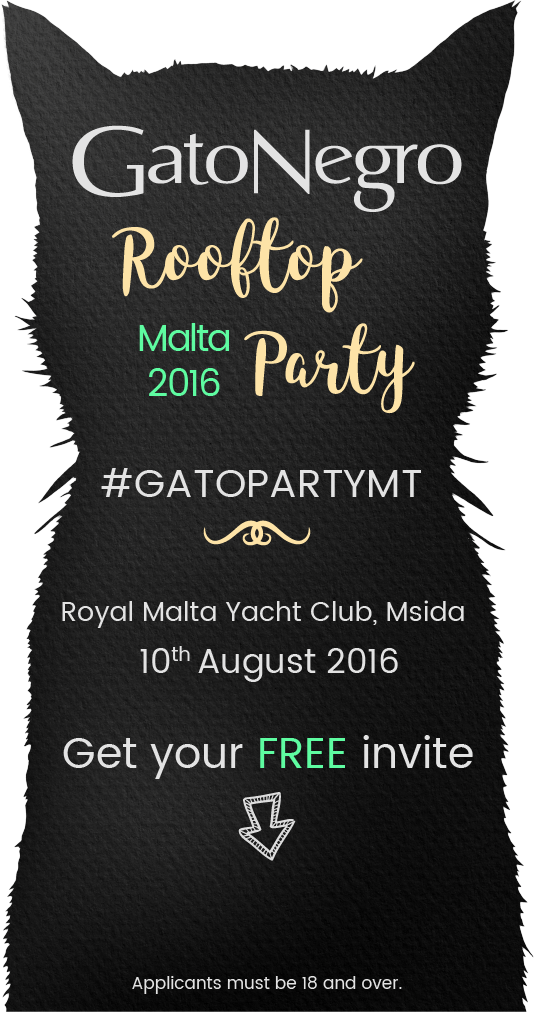 GatoNegro
Rooftop
Malta
2016
Party
#GATOPARTYMT
Royal Malta Yacht Club, Msida
10th August 2016
Get your FREE invite
Applicants must be 18 and over.